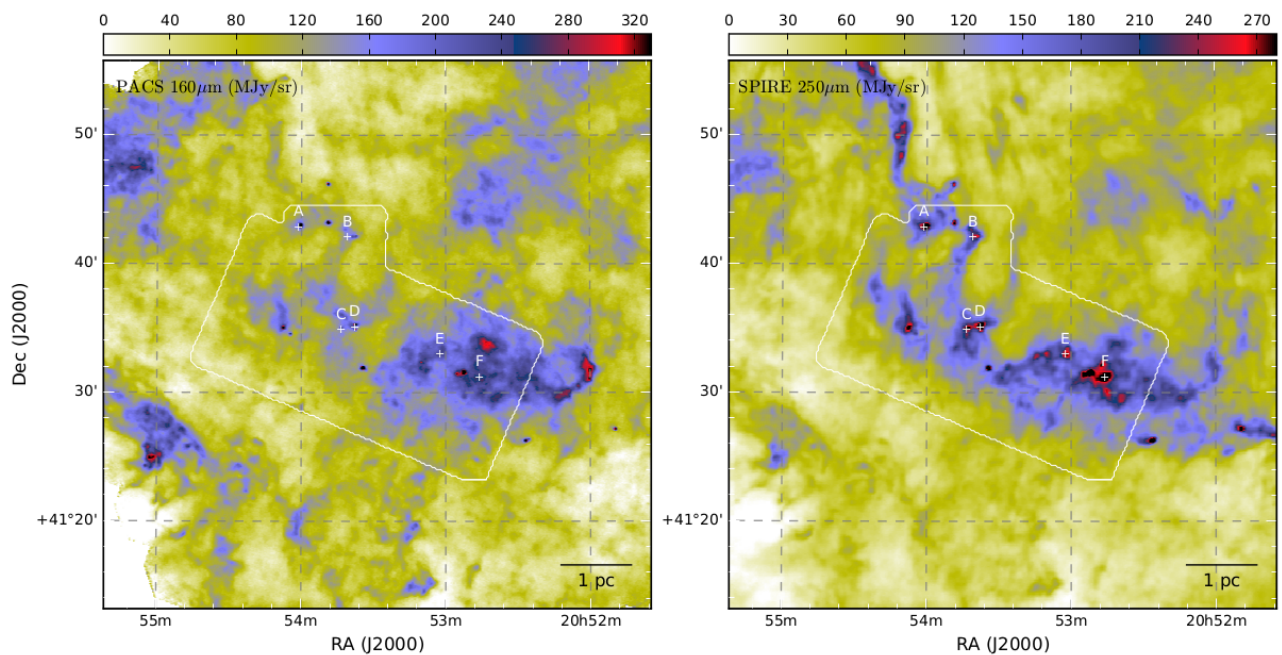 0 40 80 120 160 200 240 280 320
0 30 60 90 120 150 180 210 240 270
PACS 160μm (MJy/sr)
SPIRE 250μm (MJy/sr)
50'
40'
30'
+41°20'
50'
40'
30'
+41°20'
Dec (J2000)
A
B
C
D
E
F
1 pc
A
B
C
D
E
F
1 pc
55m 54m 53m 20h52m
55m 54m 53m 20h52m
RA (J2000)
RA (J2000)